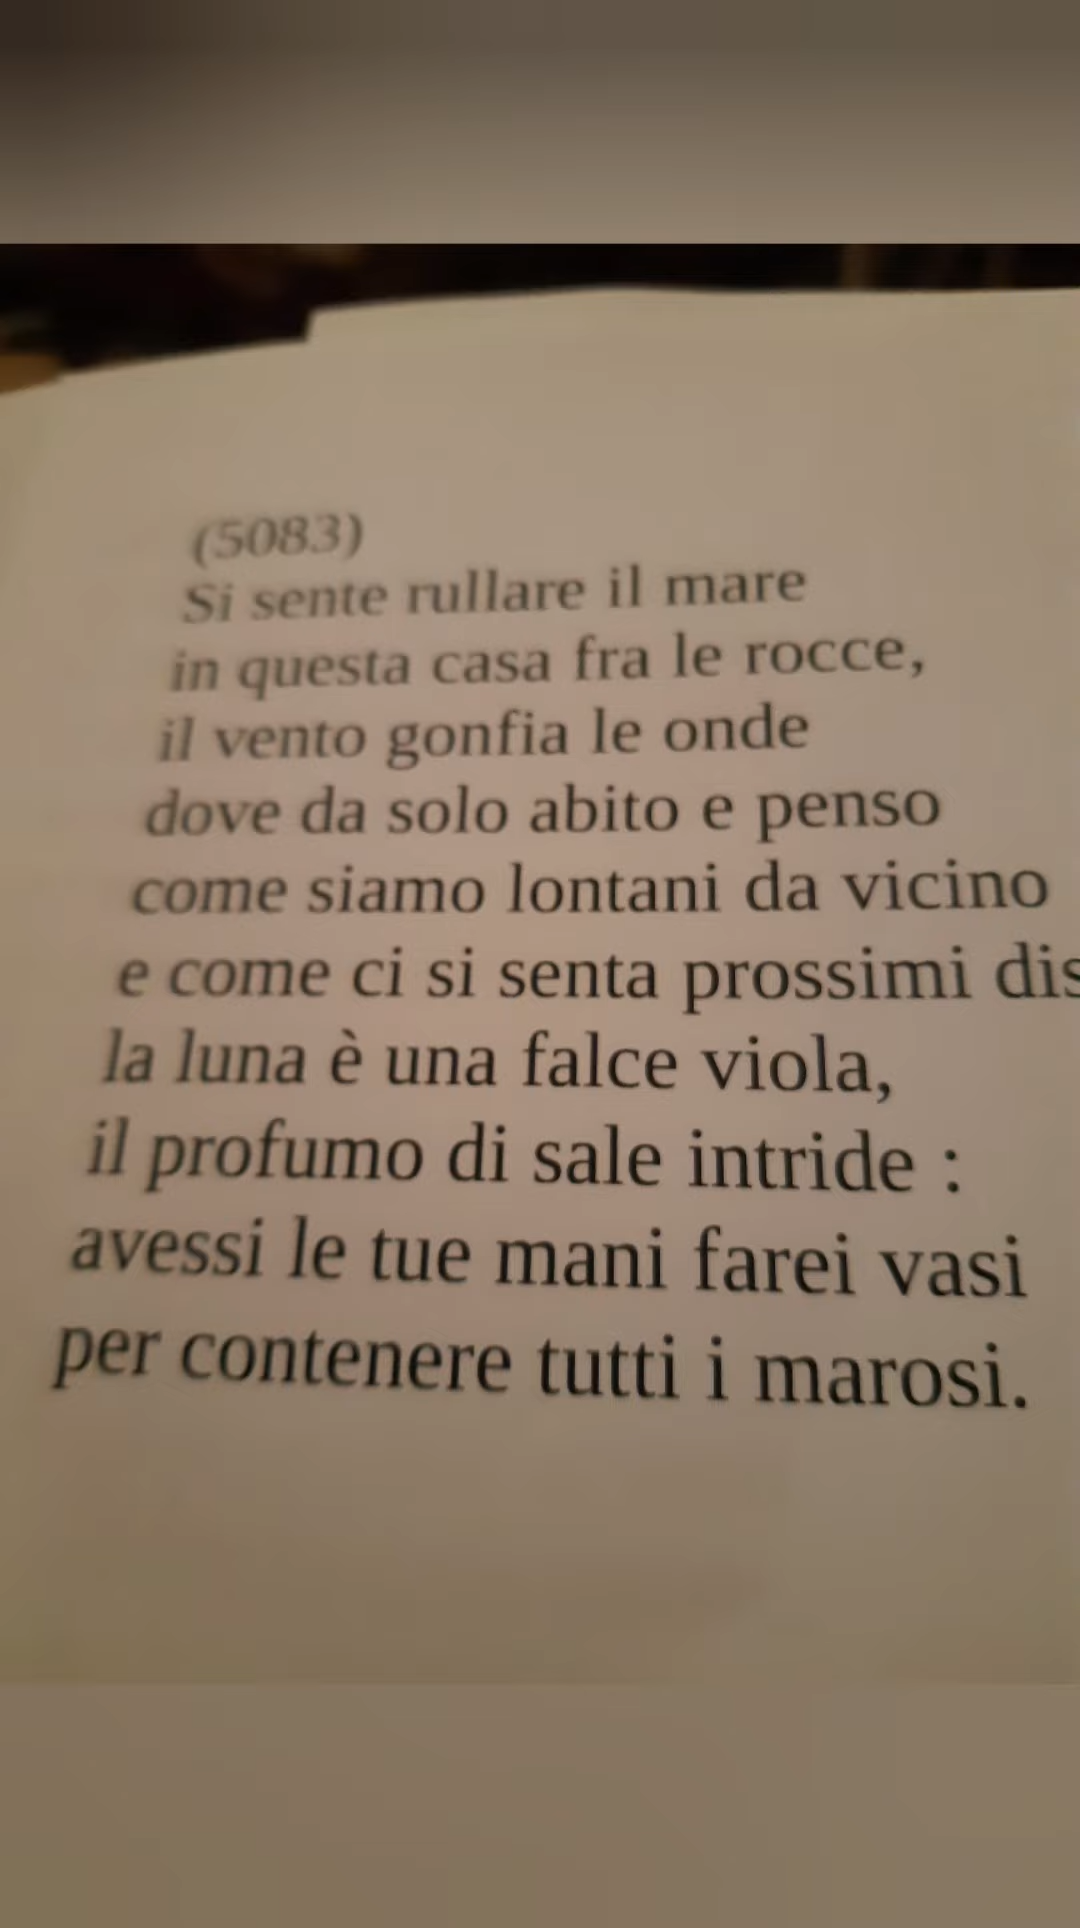 (5083)
Si sente rullare il mare
in questa casa fra le rocce,
il vento gonfia le onde
dove da solo abito e penso
come siamo lontani da vicino
e come ci si senta prossimi
la luna è una falce viola,
il profumo di sale intride :
avessi le tue mani farei vasi
per contenere tutti i marosi.